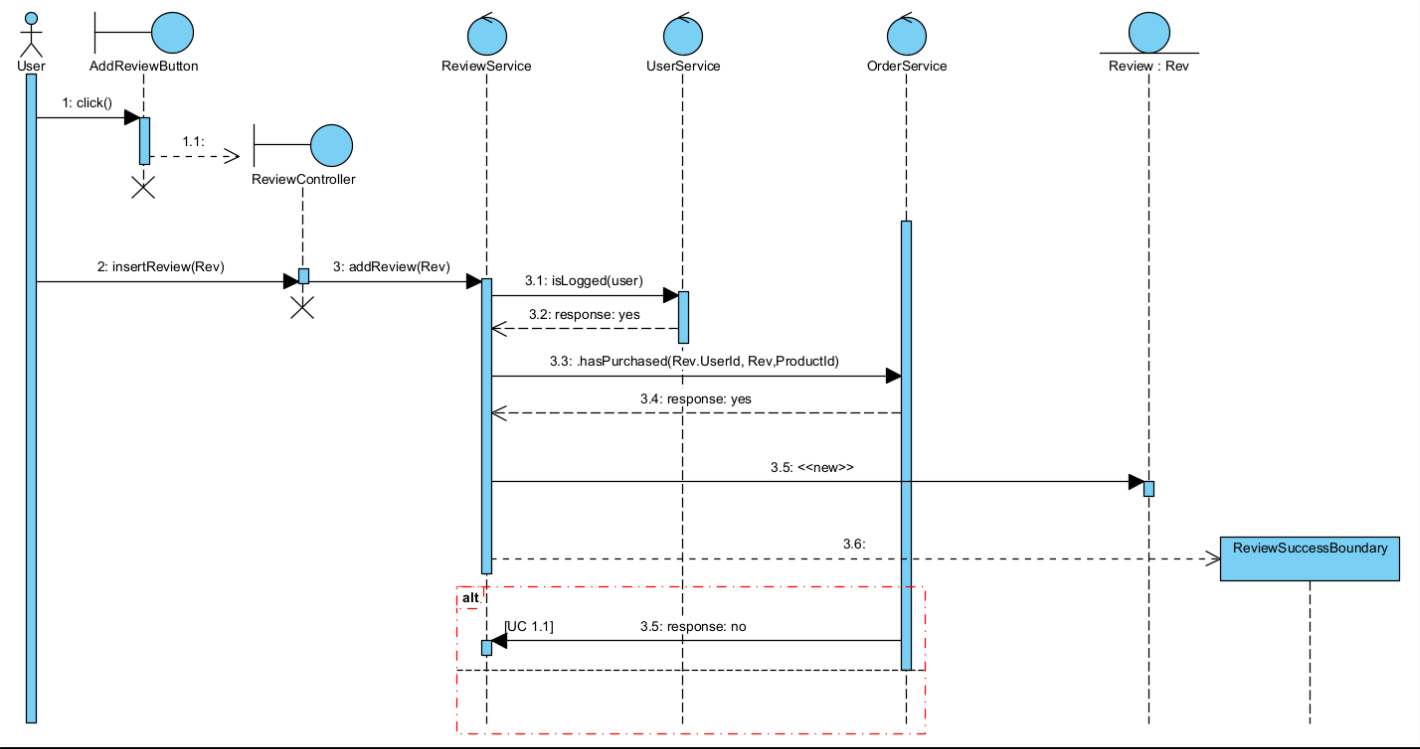 User
AddReviewButton
ReviewService
UserService
OrderService
Review : Rev
1: click()
1.1:
ReviewController
2: insertReview(Rev)
3: addReview(Rev)
3.1: isLogged(user)
3.2: response: yes
3.3: .hasPurchased(Rev.UserId, Rev,ProductId)
3.4: response: yes
3.5: <<new>>
3.6:
ReviewSuccessBoundary
alt
[UC 1.1]
3.5: response: no